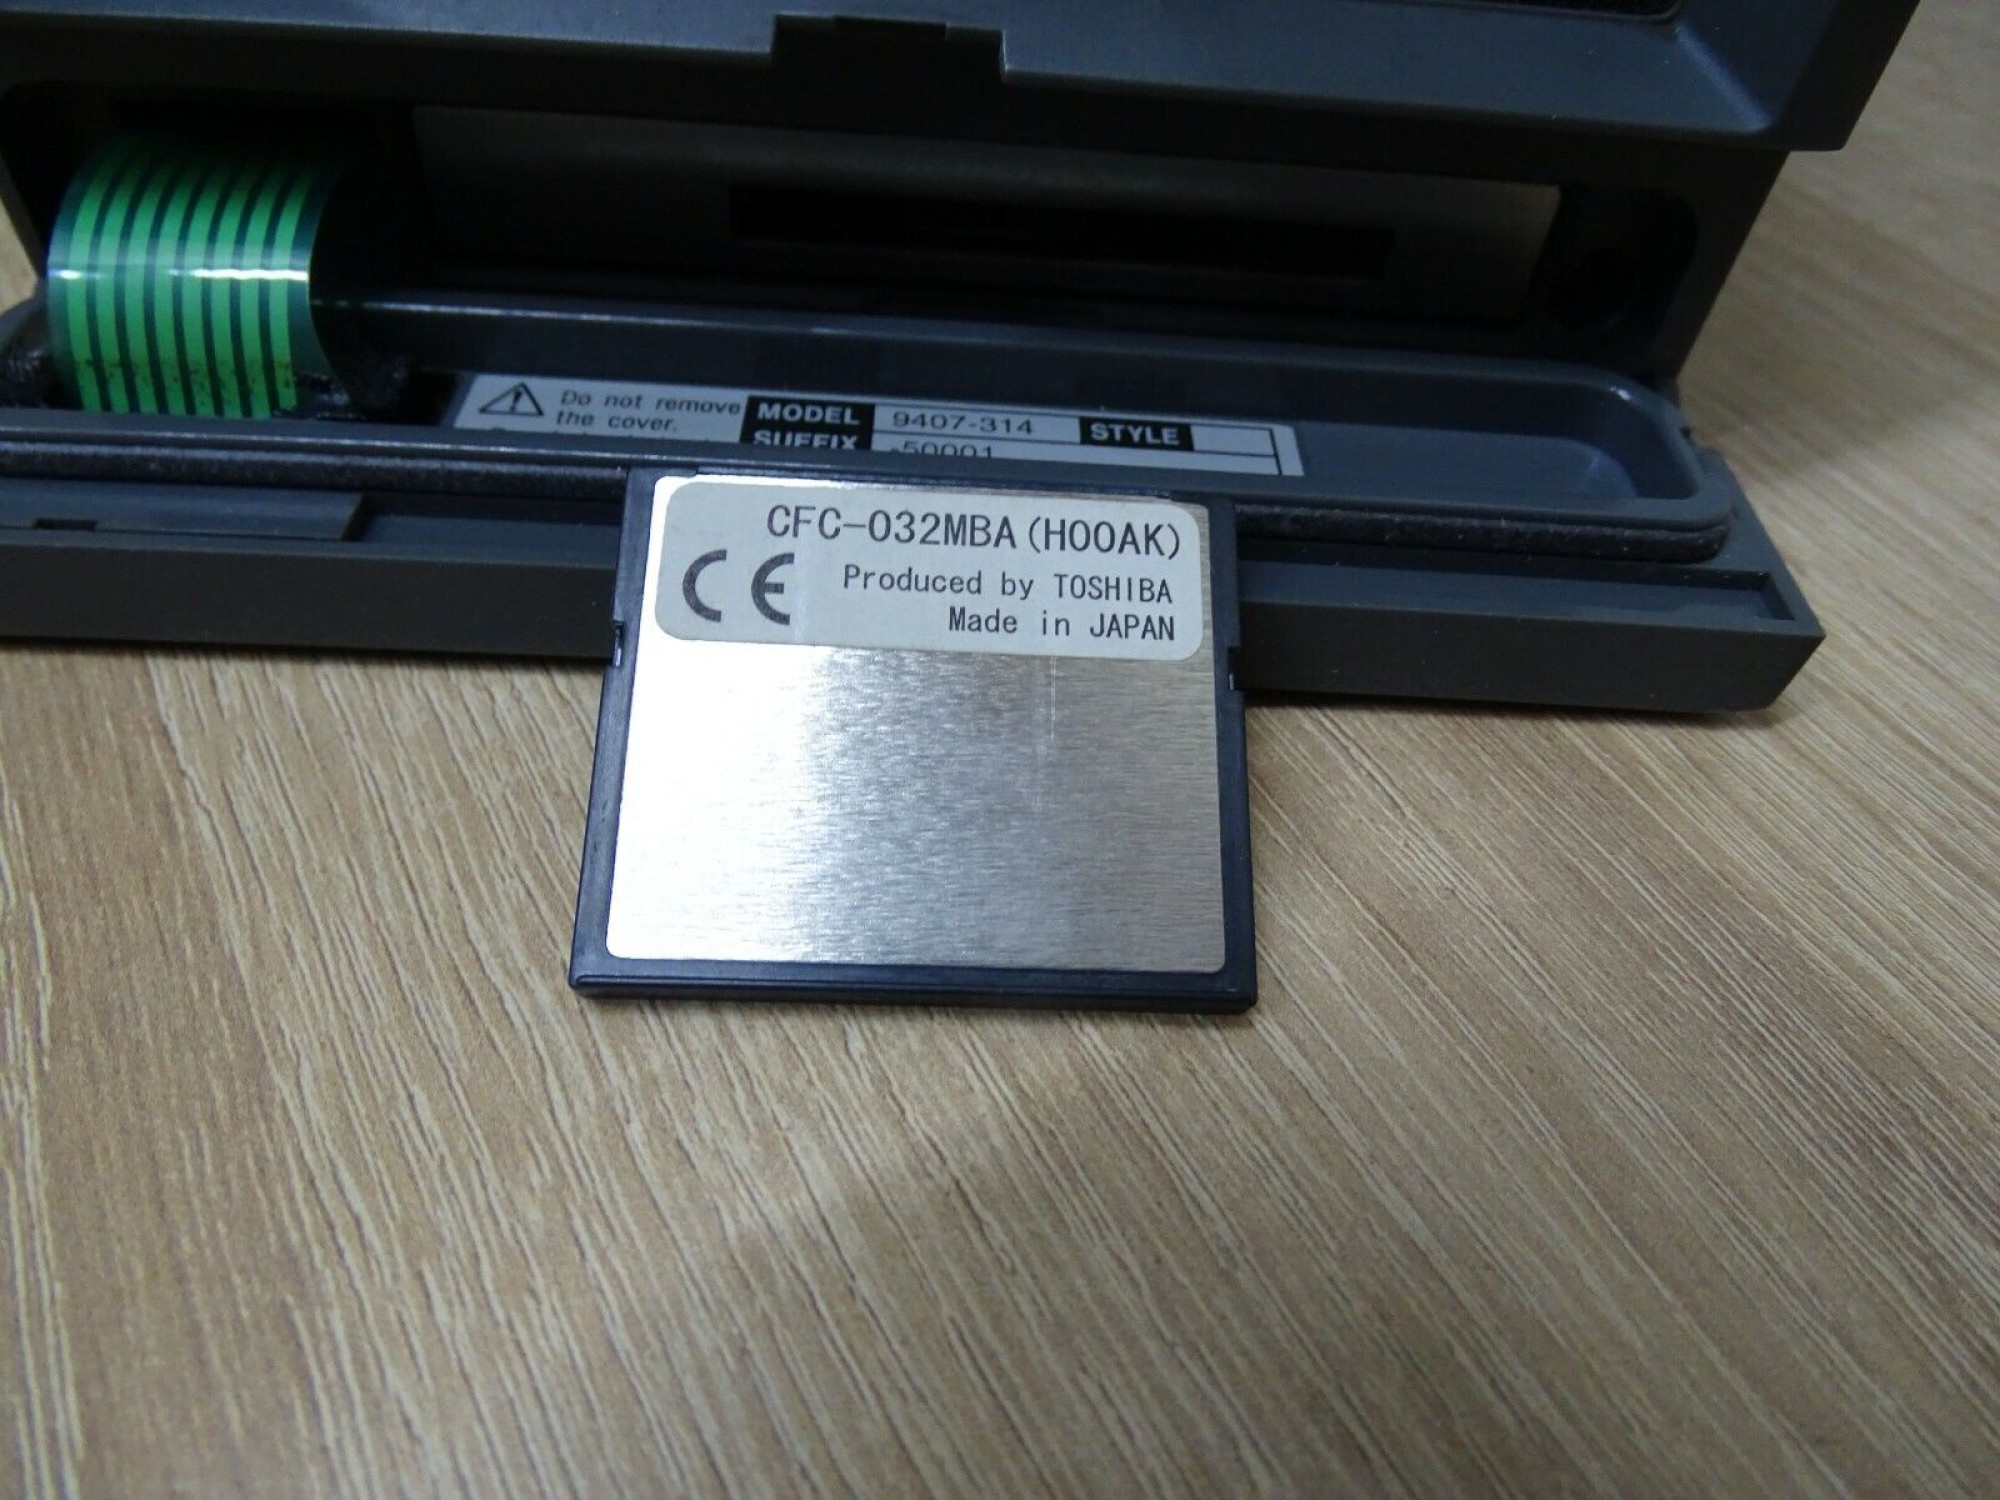 Do not remove
the cover.
MODEL 9407-314 STYLE
SUFFIX -50001
CFC-032MBA(H00AK)
CE Produced by TOSHIBA
Made in JAPAN